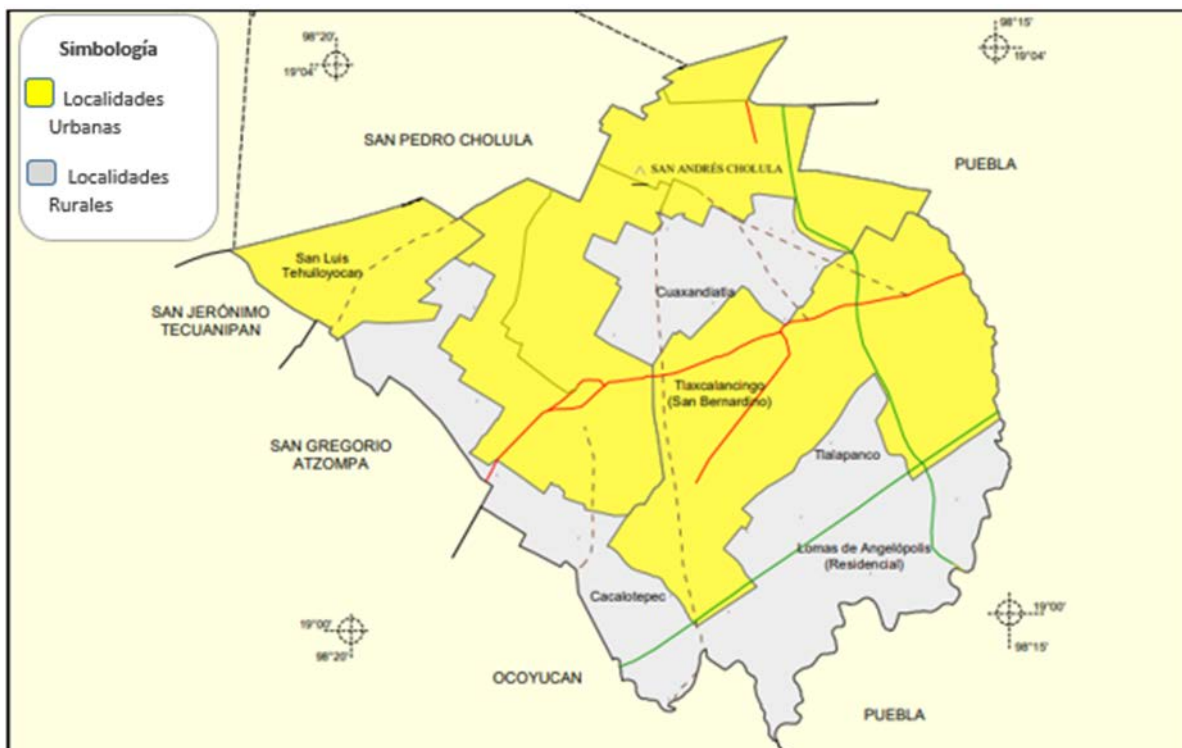 Simbología
Localidades
Urbanas
Localidades
Rurales
98°20'
19°04'
98°15'
19°04'
SAN PEDRO CHOLULA
PUEBLA
SAN ANDRÉS CHOLULA
San Luis
Tehuiloyocan
Cuaxandiatla
SAN JERÓNIMO
TECUANIPAN
Tlaxcalancingo
(San Bernardino)
SAN GREGORIO
ATZOMPA
Tlalapanco
Lomas de Angelópolis
(Residencial)
Cacalotepec
19°00'
98°20'
19°00'
98°15'
OCOYUCAN
PUEBLA